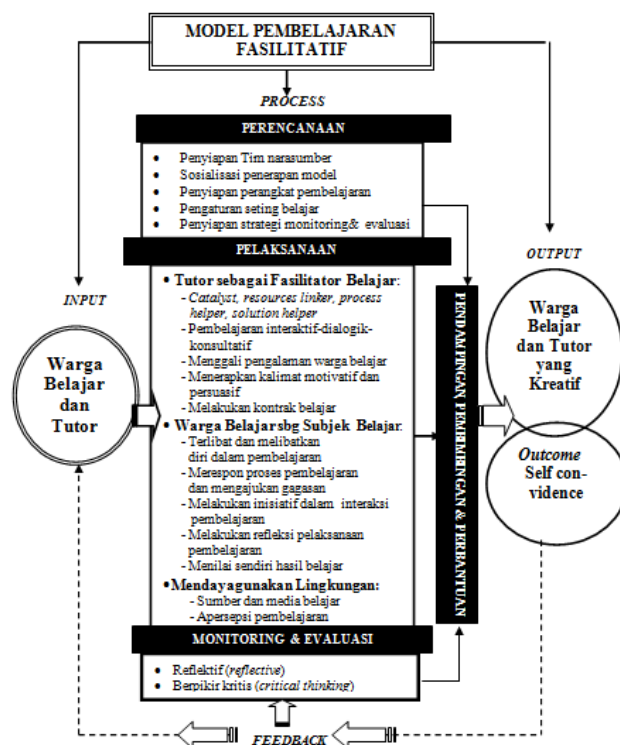 MODEL PEMBELAJARAN
FASILITATIF
PROCESS
PERENCANAAN
• Penyiapan Tim narasumber
• Sosialisasi penerapan model
• Penyiapan perangkat pembelajaran
• Pengaturan seting belajar
• Penyiapan strategi monitoring& evaluasi
PELAKSANAAN
• Tutor sebagai Fasilitator Belajar:
- Catalyst, resources linker, process
helper, solution helper
- Pembelajaran interaktif-dialogik-
konsultatif
- Menggali pengalaman warga belajar
- Menerapkan kalimat motivatif dan
persuasif
- Melakukan kontrak belajar
• Warga Belajar sbg Subjek Belajar:
- Terlibat dan melibatkan
diri dalam pembelajaran
- Merespon proses pembelajaran
dan mengajukan gagasan
- Melakukan inisiatif dalam interaksi
pembelajaran
- Melakukan refleksi pelaksanaan
pembelajaran
- Menilai sendiri hasil belajar
• Mendayagunakan Lingkungan:
- Sumber dan media belajar
- Apersepsi pembelajaran
MONITORING & EVALUASI
• Reflektif (reflective)
• Berpikir kritis (critical thinking)
FEEDBACK
INPUT
Warga
Belajar
dan
Tutor
PENDAMPINGAN PEMBIMBINGAN & PERBANTUAN
OUTPUT
Warga
Belajar
dan Tutor
yang
Kreatif
Outcome
Self con-
vidence